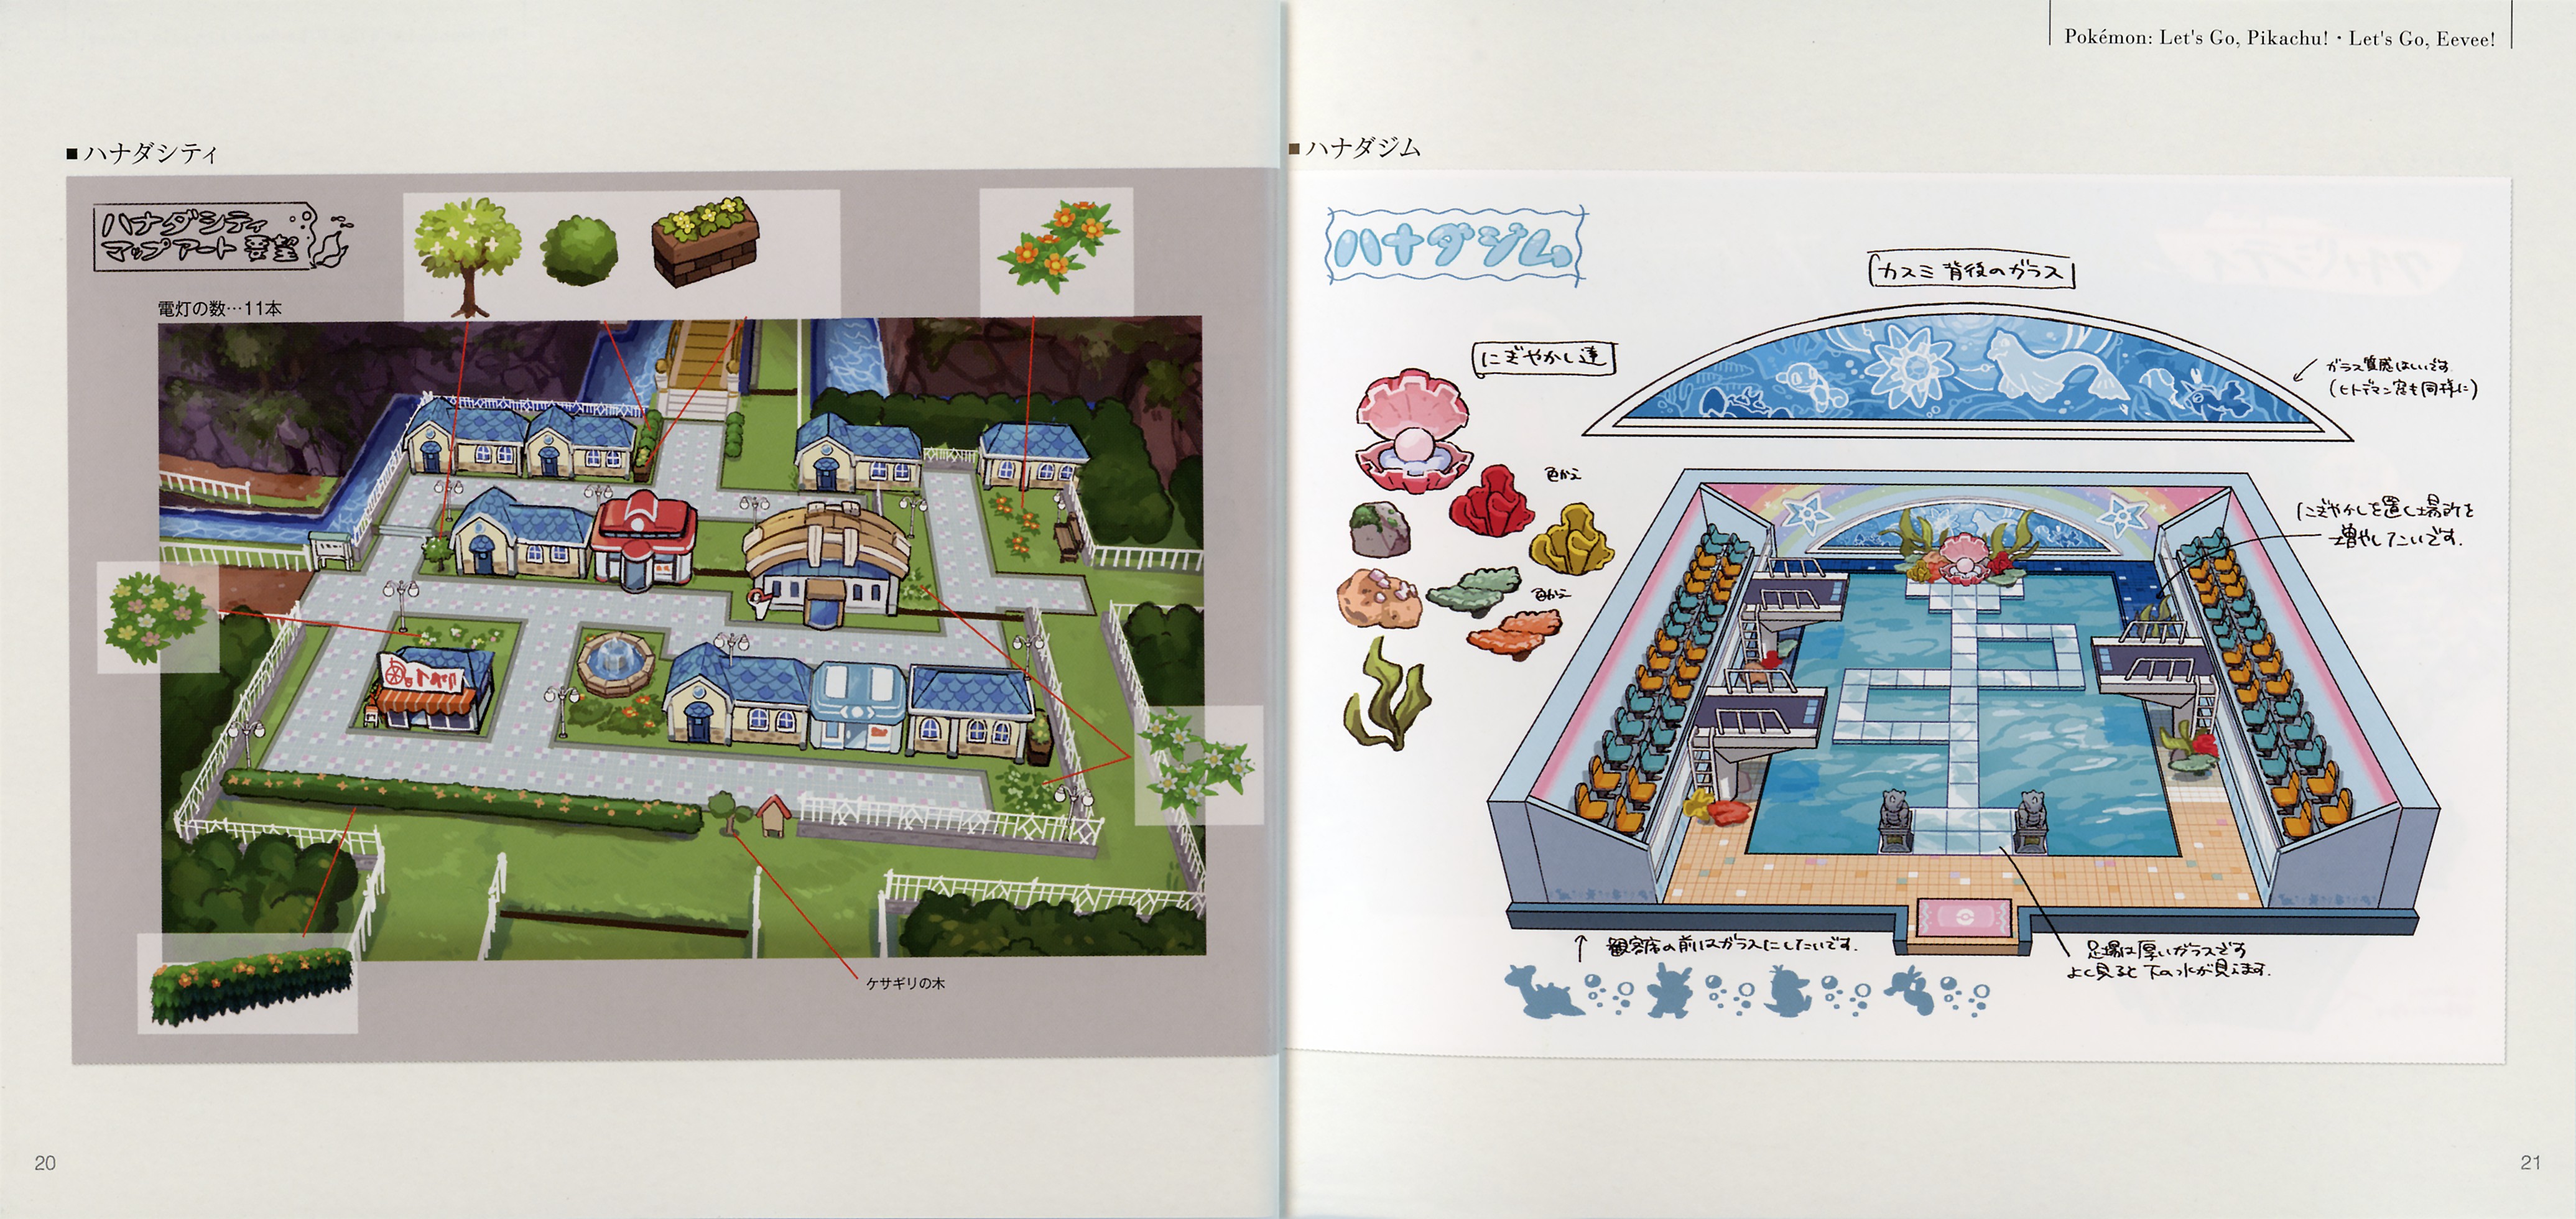 Pokémon: Let's Go, Pikachu!・Let's Go, Eevee!
■ハナダシティ
ハナダシティ
マップアート要望
電灯の数…11本
ケサギリの木
20
■ハナダジム
ハナダジム
カスミ背後のガラス
にぎやかし達
ガラス質感ほしいです。
(ヒトデマン窓も同様に)
色かえ
色かえ
にぎやかしを置く場所を
増やしたいです.
観客席の前はガラスにしたいです.
足場は厚いガラスです
よく見ると下の水が見えます.
21